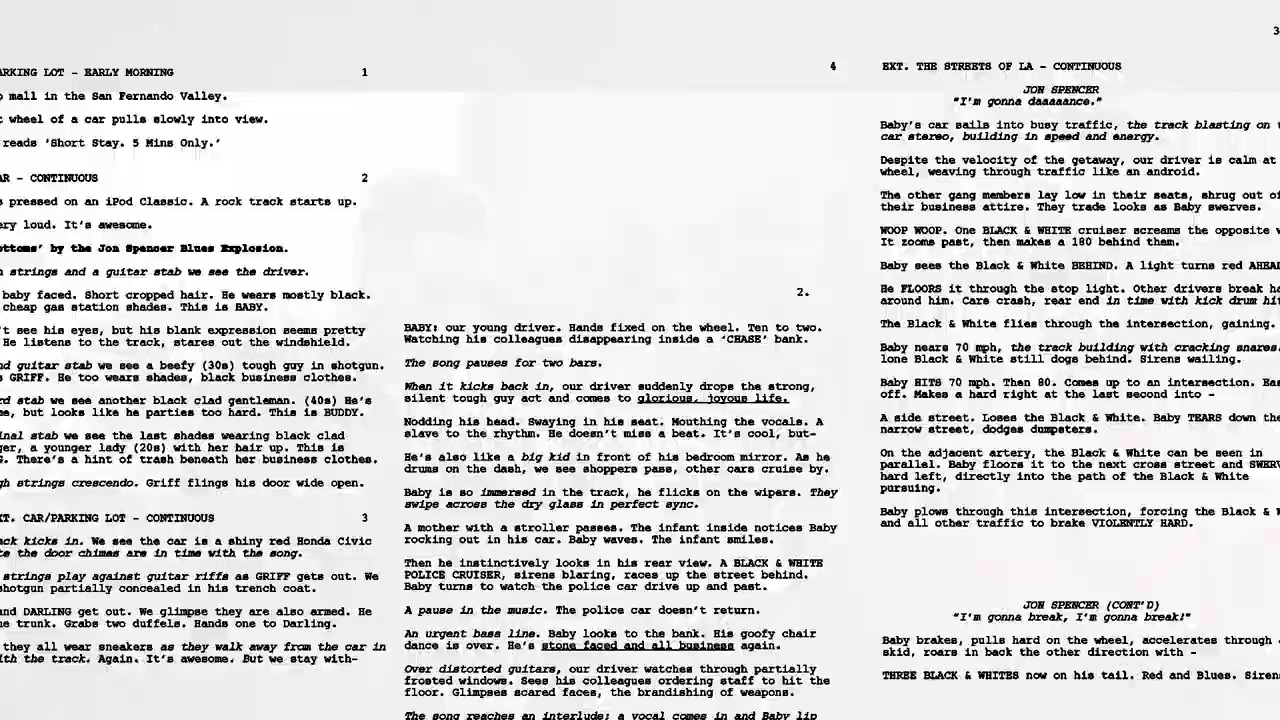 ARKING LOT - EARLY MORNING 1
mall in the San Fernando Valley.
wheel of a car pulls slowly into view.
reads ‘Short Stay. 5 Mins Only.’
AR - CONTINUOUS 2
s pressed on an iPod Classic. A rock track starts up.
ery loud. It’s awesome.
ottoms’ by the Jon Spencer Blues Explosion.
strings and a guitar stab we see the driver.
baby faced. Short cropped hair. He wears mostly black.
cheap gas station shades. This is BABY.
’t see his eyes, but his blank expression seems pretty
He listens to the track, stares out the windshield.
nd guitar stab we see a beefy (30s) tough guy in shotgun.
s GRIFF. He too wears shades, black business clothes.
rd stab we see another black clad gentleman. (40s) He’s
me, but looks like he parties too hard. This is BUDDY.
inal stab we see the last shades wearing black clad
ger, a younger lady (20s) with her hair up. This is
G. There’s a hint of trash beneath her business clothes.
gh strings crescendo. Griff flings his door wide open.
XT. CAR/PARKING LOT - CONTINUOUS 3
ack kicks in. We see the car is a shiny red Honda Civic
te the door chimes are in time with the song.
strings play against guitar riffs as GRIFF gets out. We
shotgun partially concealed in his trench coat.
and DARLING get out. We glimpse they are also armed. He
he trunk. Grabs two duffels. Hands one to Darling.
they all wear sneakers as they walk away from the car in
ith the track. Again. It’s awesome. But we stay with-
4
2.
BABY: our young driver. Hands fixed on the wheel. Ten to two.
Watching his colleagues disappearing inside a ‘CHASE’ bank.
The song pauses for two bars.
When it kicks back in, our driver suddenly drops the strong,
silent tough guy act and comes to glorious, joyous life.
Nodding his head. Swaying in his seat. Mouthing the vocals. A
slave to the rhythm. He doesn’t miss a beat. It’s cool, but-
He’s also like a big kid in front of his bedroom mirror. As he
drums on the dash, we see shoppers pass, other cars cruise by.
Baby is so immersed in the track, he flicks on the wipers. They
swipe across the dry glass in perfect sync.
A mother with a stroller passes. The infant inside notices Baby
rocking out in his car. Baby waves. The infant smiles.
Then he instinctively looks in his rear view. A BLACK & WHITE
POLICE CRUISER, sirens blaring, races up the street behind.
Baby turns to watch the police car drive up and past.
A pause in the music. The police car doesn’t return.
An urgent bass line. Baby looks to the bank. His goofy chair
dance is over. He’s stone faced and all business again.
Over distorted guitars, our driver watches through partially
frosted windows. Sees his colleagues ordering staff to hit the
floor. Glimpses scared faces, the brandishing of weapons.
The song reaches an interlude; a vocal comes in and Baby lip
3
EXT. THE STREETS OF LA - CONTINUOUS
JON SPENCER
“I’m gonna daaaaance.”
Baby’s car sails into busy traffic, the track blasting on
car stereo, building in speed and energy.
Despite the velocity of the getaway, our driver is calm at
wheel, weaving through traffic like an android.
The other gang members lay low in their seats, shrug out of
their business attire. They trade looks as Baby swerves.
WOOP WOOP. One BLACK & WHITE cruiser screams the opposite w
It zooms past, then makes a 180 behind them.
Baby sees the Black & White BEHIND. A light turns red AHEAD
He FLOORS it through the stop light. Other drivers break ha
around him. Cars crash, rear end in time with kick drum hit
The Black & White flies through the intersection, gaining.
Baby nears 70 mph, the track building with cracking snares.
lone Black & White still dogs behind. Sirens wailing.
Baby HITS 70 mph. Then 80. Comes up to an intersection. Eas
off. Makes a hard right at the last second into -
A side street. Loses the Black & White. Baby TEARS down the
narrow street, dodges dumpsters.
On the adjacent artery, the Black & White can be seen in
parallel. Baby floors it to the next cross street and SWERV
hard left, directly into the path of the Black & White
pursuing.
Baby plows through this intersection, forcing the Black & W
and all other traffic to brake VIOLENTLY HARD.
JON SPENCER (CONT’D)
“I’m gonna break, I’m gonna break!”
Baby brakes, pulls hard on the wheel, accelerates through
skid, roars in back the other direction with -
THREE BLACK & WHITES now on his tail. Red and Blues. Siren